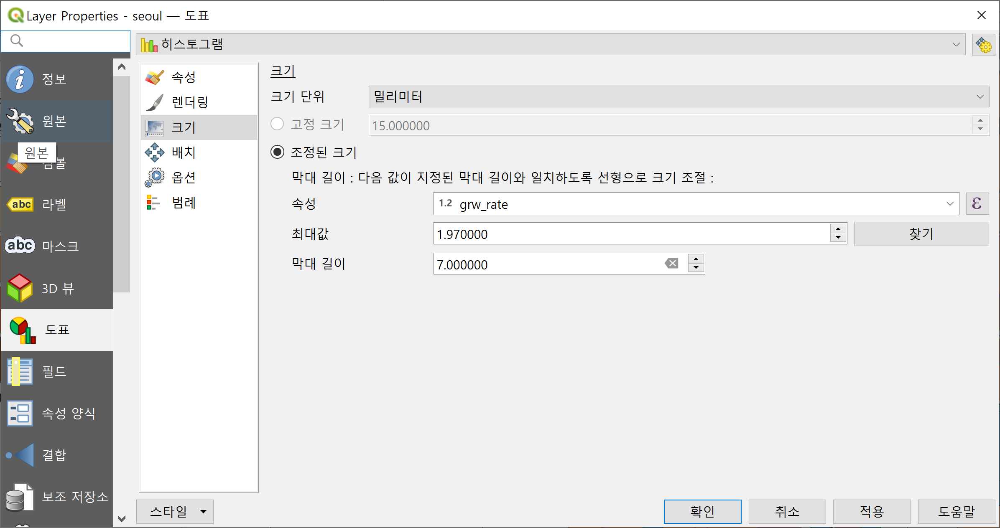 Layer Properties - seoul — 도표
히스토그램
정보
원본
원본
심볼
라벨
마스크
3D 뷰
도표
필드
속성 양식
결합
보조 저장소
속성
렌더링
크기
배치
옵션
범례
크기
크기 단위 밀리미터
고정 크기 15.000000
조정된 크기
막대 길이 : 다음 값이 지정된 막대 길이와 일치하도록 선형으로 크기 조절 :
속성 1.2 grw_rate ε
최대값 1.970000 찾기
막대 길이 7.000000
스타일 확인 취소 적용 도움말
abc
abc